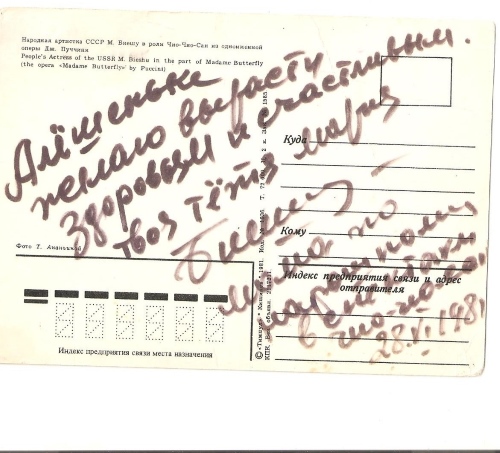 Народная артистка СССР М. Биешу в роли Чио-Чио-Сан из одноименной
оперы Дж. Пуччини
People's Actress of the USSR M. Bieshu in the part of Madame Butterfly
(the opera «Madame Butterfly» by Puccini)
Алёшеньке
желаю вырасти
здоровым и счастливым.
твоя тётя Мария
Биешу —
мама по
в спектакле
Чио-Чио-Сан
Куда
Кому
Индекс предприятия связи и адрес
отправителя
Фото Т. Ананьиной
Индекс предприятия связи места назначения